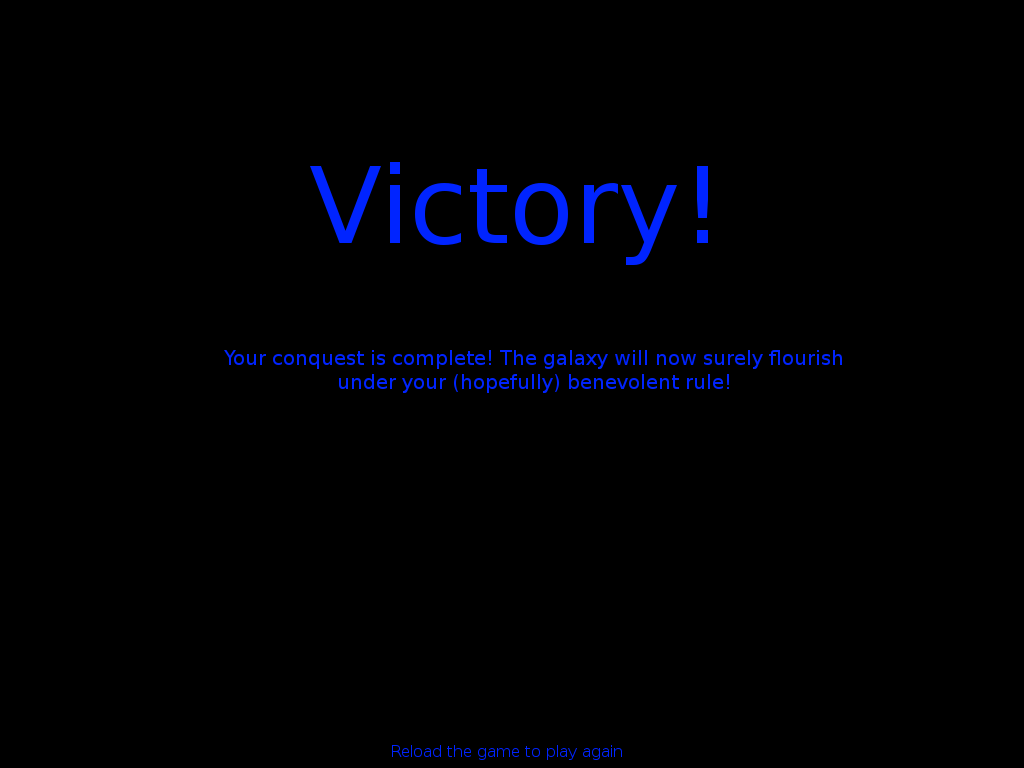 Victory!
Your conquest is complete! The galaxy will now surely flourish
under your (hopefully) benevolent rule!
Reload the game to play again